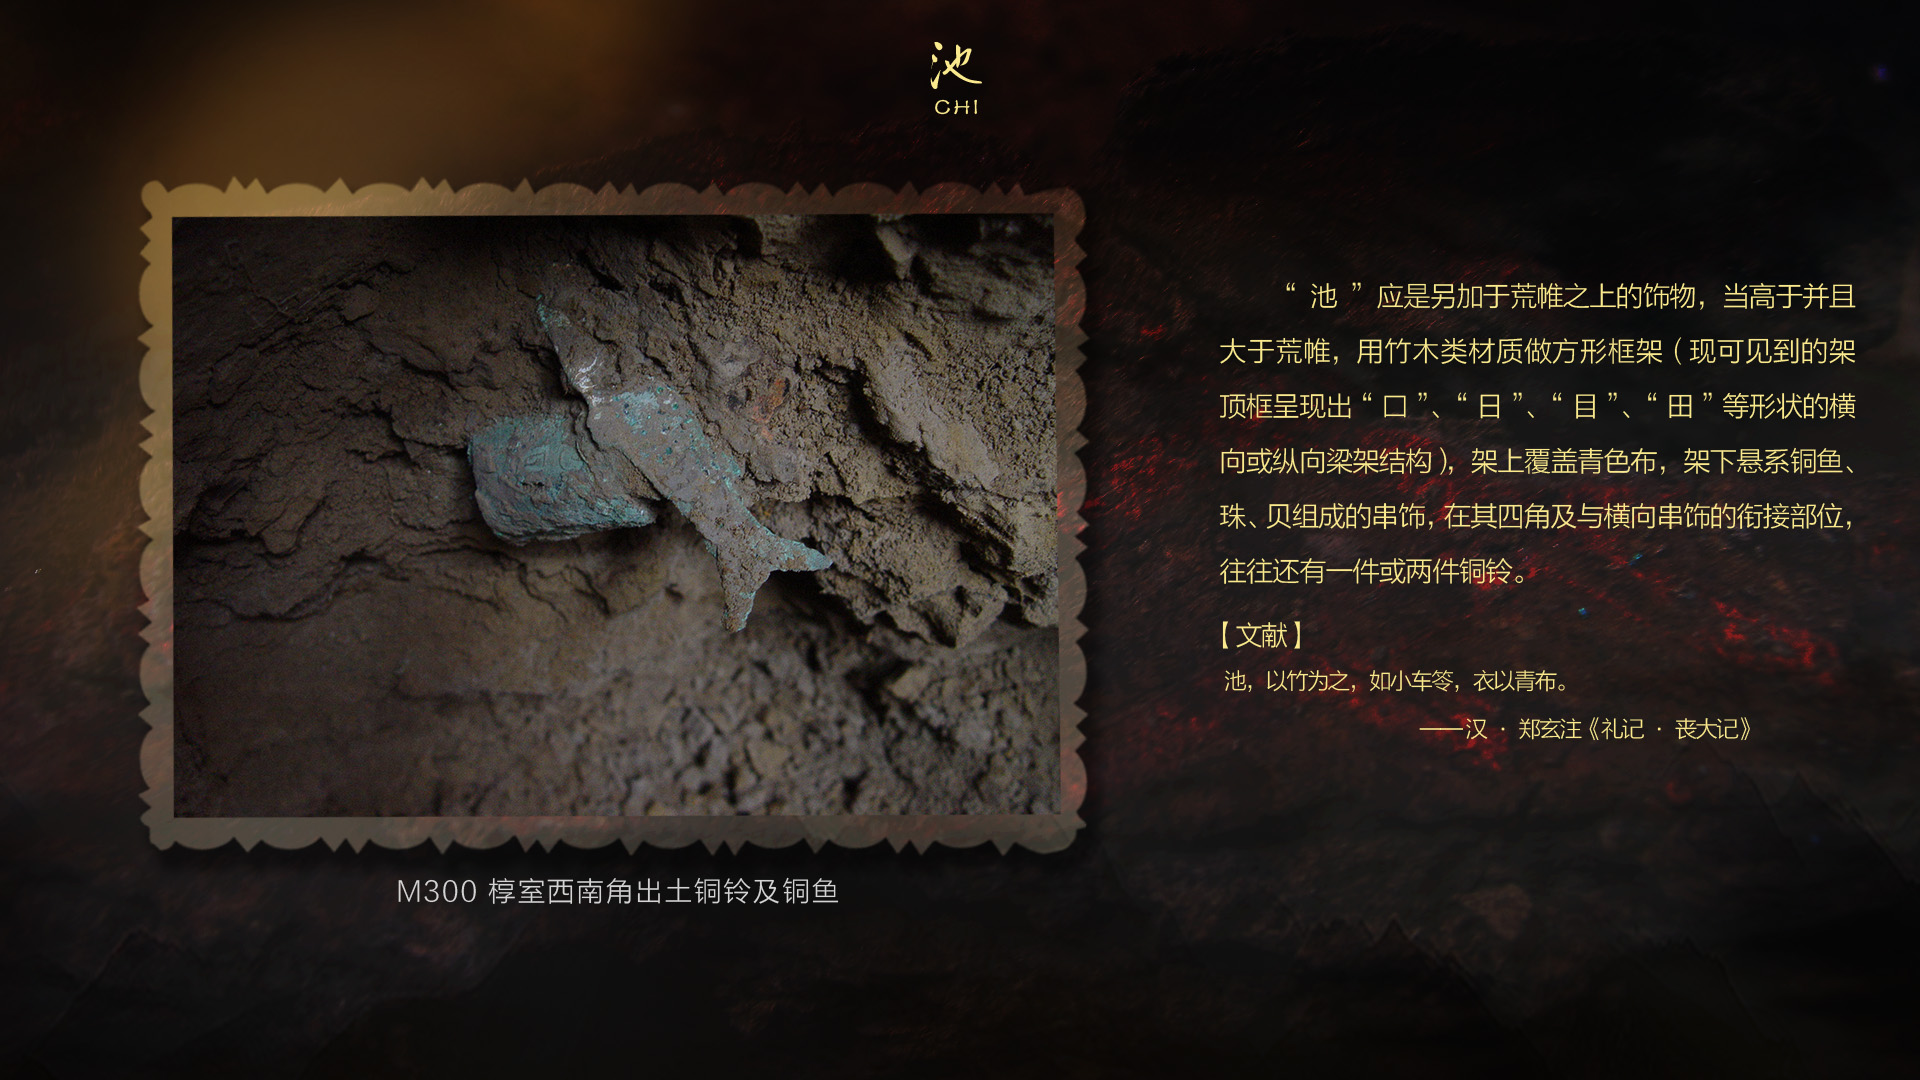 池
CHI
“池”应是另加于荒帷之上的饰物，当高于并且
大于荒帷，用竹木类材质做方形框架（现可见到的架
顶框呈现出“口”、“日”、“目”、“田”等形状的横
向或纵向梁架结构），架上覆盖青色布，架下悬系铜鱼、
珠、贝组成的串饰，在其四角及与横向串饰的衔接部位，
往往还有一件或两件铜铃。
【文献】
池，以竹为之，如小车笭，衣以青布。
——汉·郑玄注《礼记·丧大记》
M300 椁室西南角出土铜铃及铜鱼